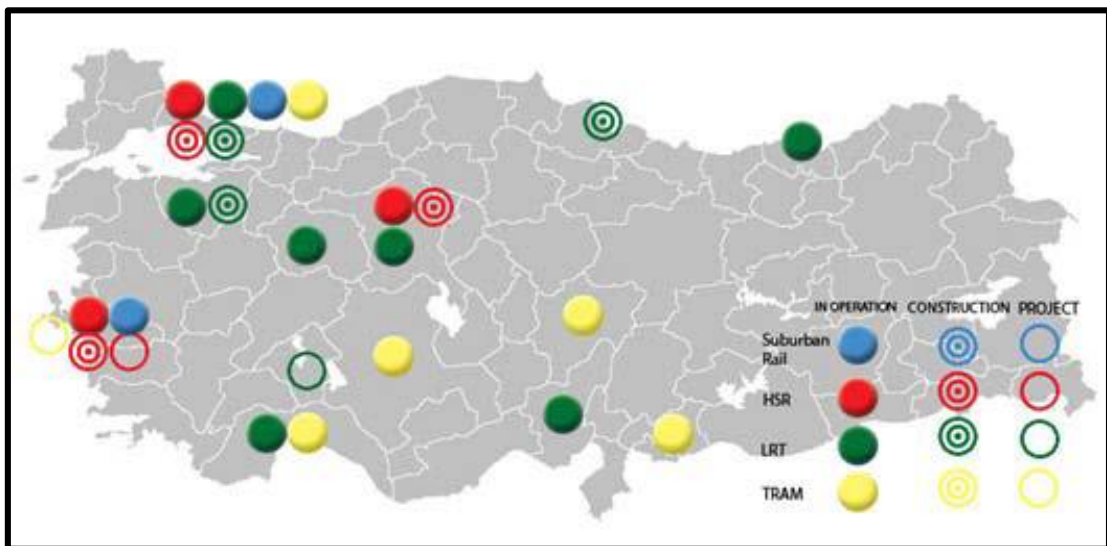 IN OPERATION CONSTRUCTION PROJECT
Suburban
Rail
HSR
LRT
TRAM